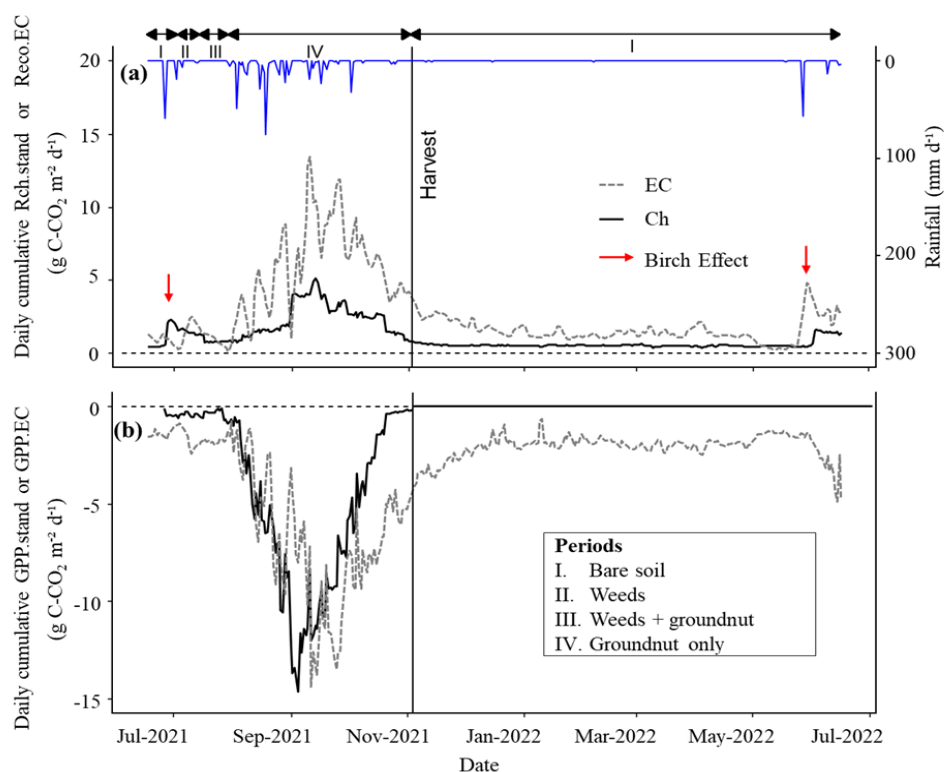 I II III IV I
(a)
20
15
10
5
0
Daily cumulative Rch.stand or Reco.EC
(g C-CO₂ m⁻² d⁻¹)
Harvest
EC
Ch
Birch Effect
0
100
200
300
Rainfall (mm d⁻¹)
(b)
0
-5
-10
-15
Daily cumulative GPP.stand or GPP.EC
(g C-CO₂ m⁻² d⁻¹)
Periods
I. Bare soil
II. Weeds
III. Weeds + groundnut
IV. Groundnut only
Jul-2021 Sep-2021 Nov-2021 Jan-2022 Mar-2022 May-2022 Jul-2022
Date